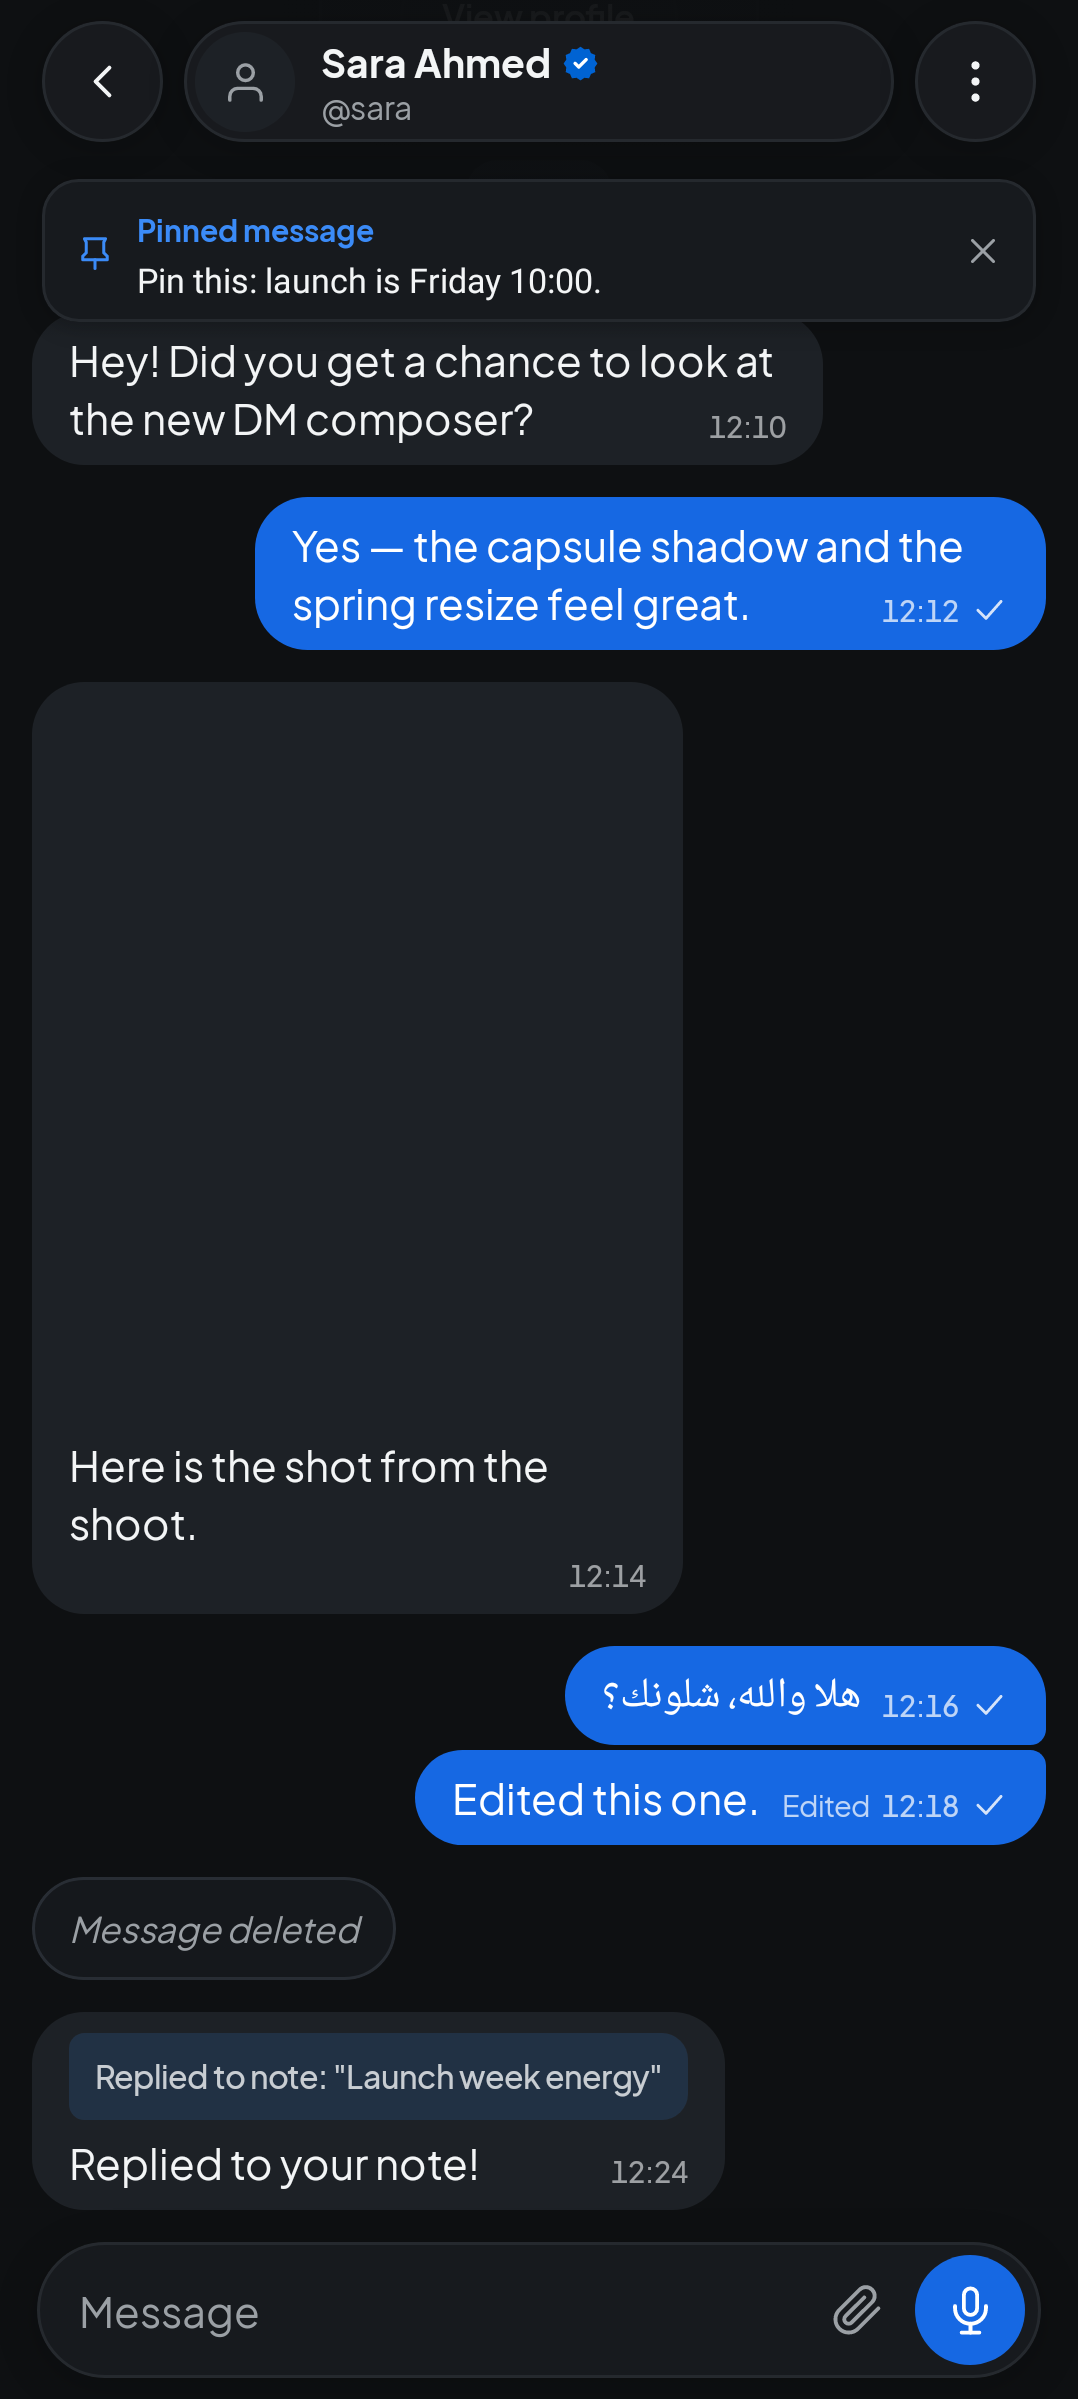 View profile
Sara Ahmed
@sara
Pinned message
Pin this: launch is Friday 10:00.
Hey! Did you get a chance to look at
the new DM composer?
12:10
Yes — the capsule shadow and the
spring resize feel great.
12:12
Here is the shot from the
shoot.
12:14
هلا والله، شلونك؟
12:16
Edited this one.
Edited 12:18
Message deleted
Replied to note: "Launch week energy"
Replied to your note!
12:24
Message